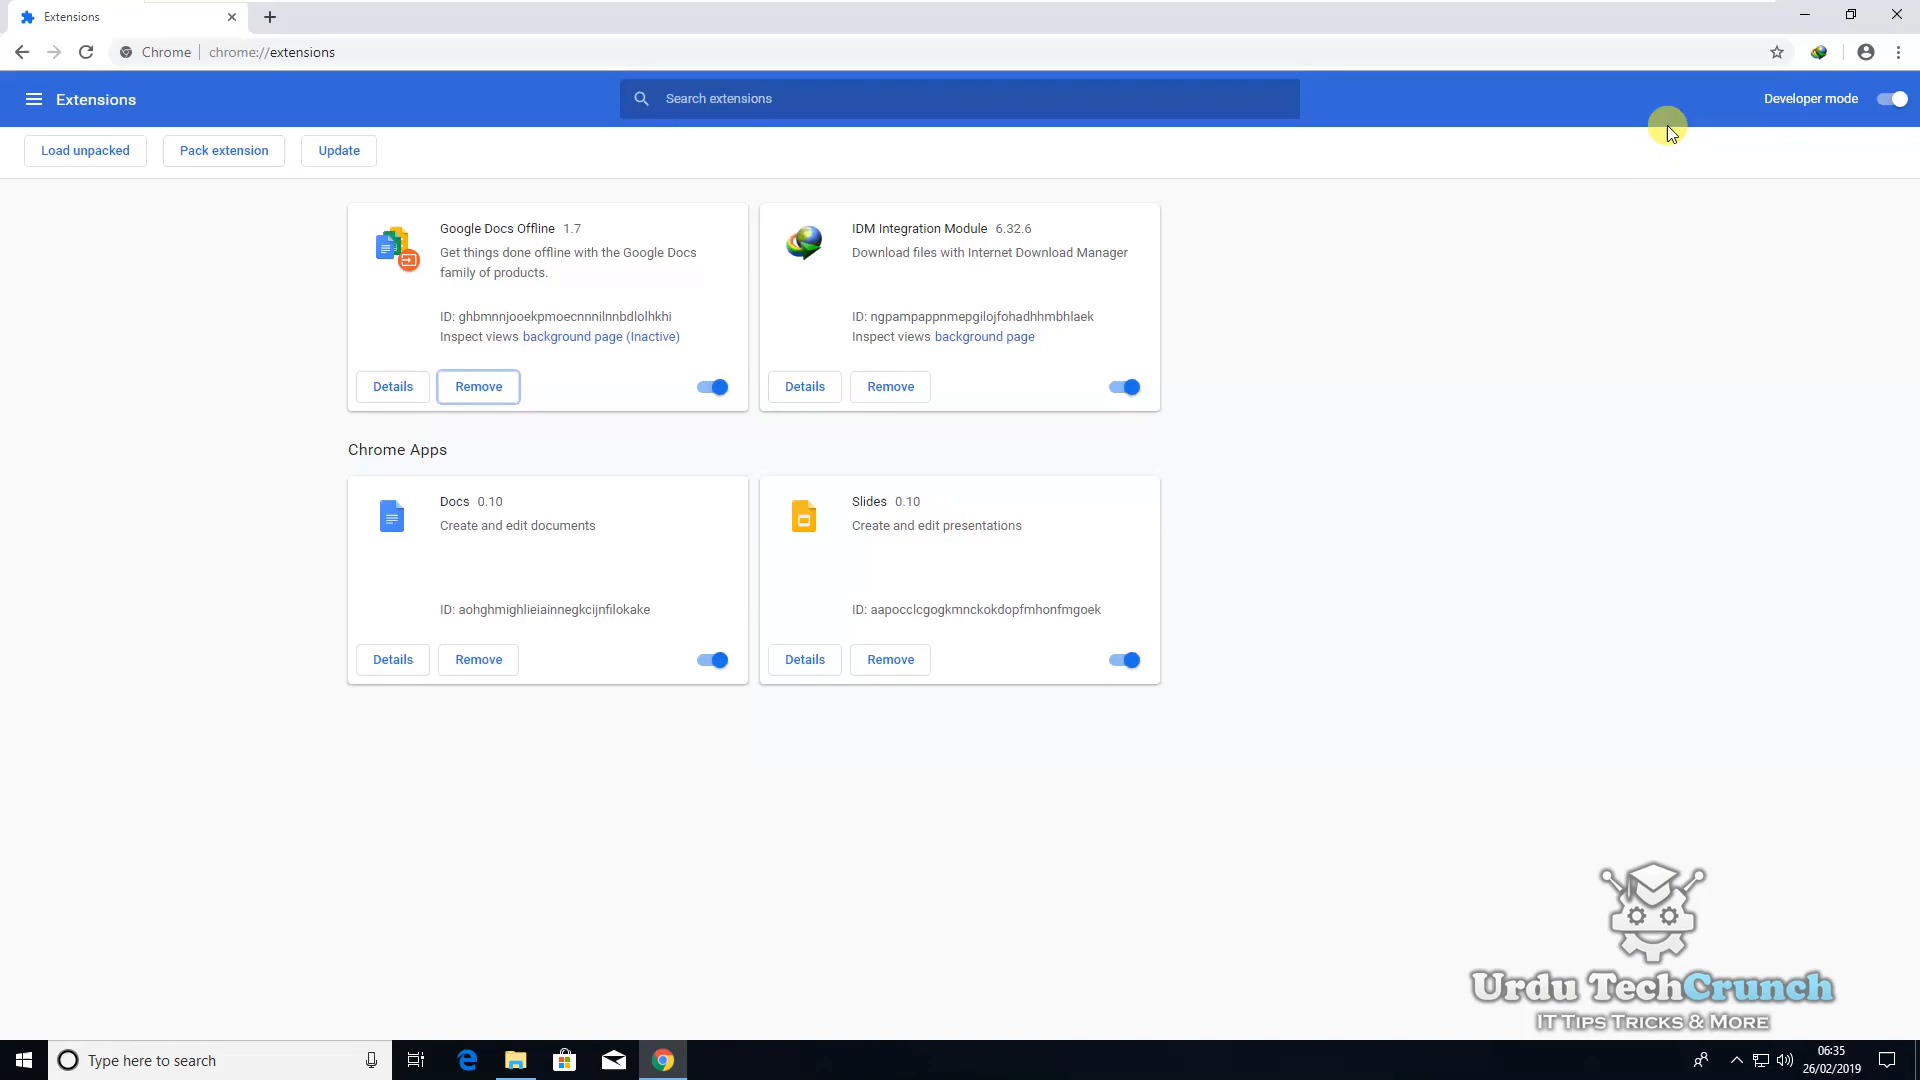 Extensions
Chrome chrome://extensions
Extensions
Search extensions
Developer mode
Load unpacked
Pack extension
Update
Google Docs Offline 1.7
Get things done offline with the Google Docs
family of products.
ID: ghbmnnjooekpmoecnnnilnnbdlolhkhi
Inspect views background page (Inactive)
Details
Remove
IDM Integration Module 6.32.6
Download files with Internet Download Manager
ID: ngpampappnmepgilojfohadhhmbhlaek
Inspect views background page
Details
Remove
Chrome Apps
Docs 0.10
Create and edit documents
ID: aohghmighlieiainnegkcijnfilokake
Details
Remove
Slides 0.10
Create and edit presentations
ID: aapocclcgogkmnckokdopfmhonfmgoek
Details
Remove
Urdu TechCrunch
IT Tips Tricks & More
Type here to search
06:35
26/02/2019